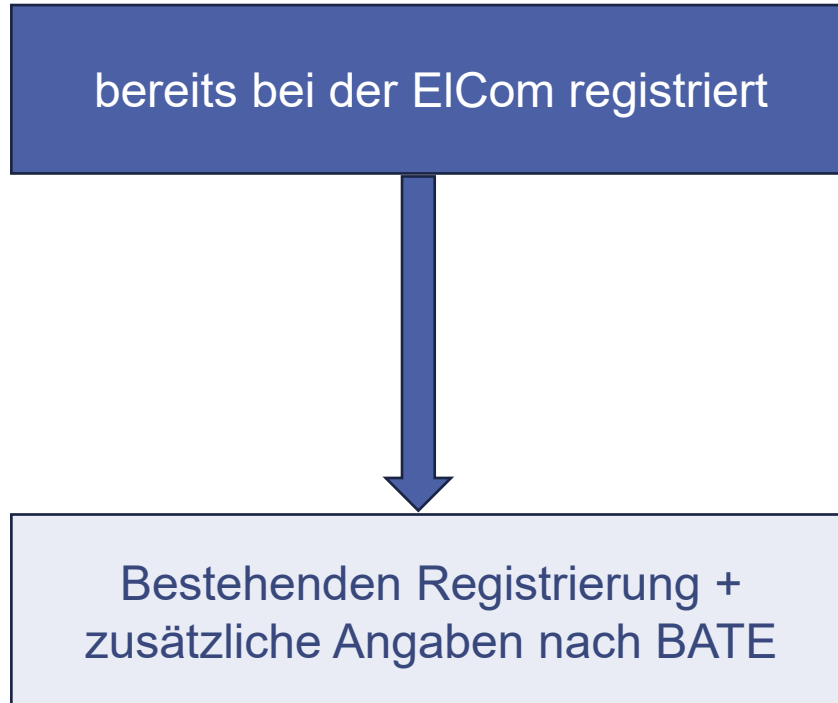 bereits bei der ElCom registriert
Bestehenden Registrierung +
zusätzliche Angaben nach BATE